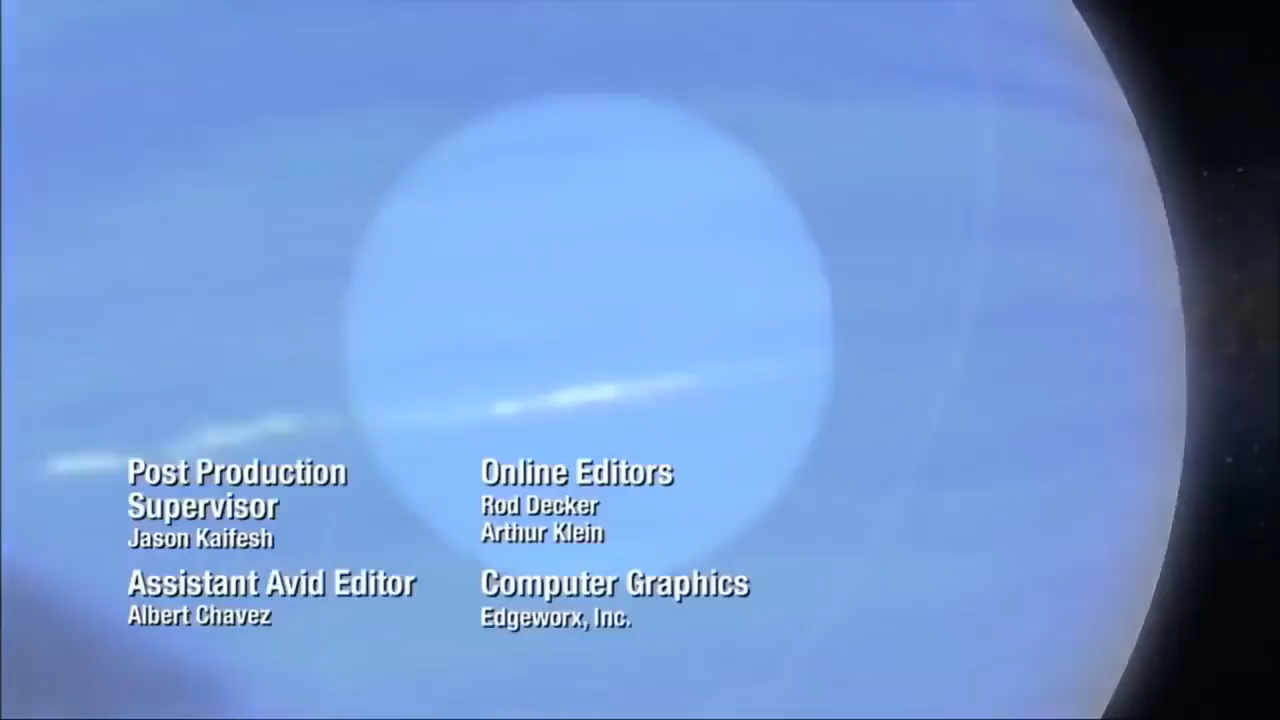 Post Production
Supervisor
Jason Kaifesh
Assistant Avid Editor
Albert Chavez
Online Editors
Rod Decker
Arthur Klein
Computer Graphics
Edgeworx, Inc.